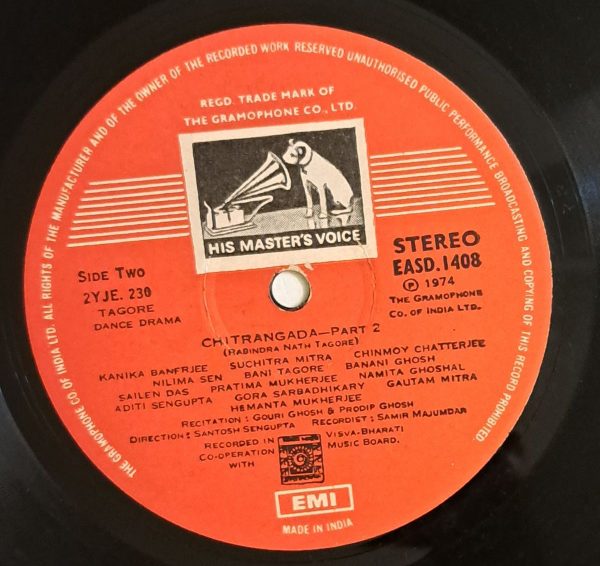 THE GRAMOPHONE CO OF INDIA LTD. ALL RIGHTS OF THE MANUFACTURER AND OF THE OWNER OF THE RECORDED WORK RESERVED UNAUTHORISED PUBLIC PERFORMANCE BROADCASTING AND COPYING OF THIS RECORD PROHIBITED
REGD. TRADE MARK OF
THE GRAMOPHONE CO., LTD.
HIS MASTER'S VOICE
STEREO
EASD. 1408
℗ 1974
THE GRAMOPHONE
CO. OF INDIA LTD.
SIDE TWO
2YJE. 230
TAGORE
DANCE DRAMA
CHITRANGADA—PART 2
(RABINDRA NATH TAGORE)
KANIKA BANERJEE SUCHITRA MITRA CHINMOY CHATTERJEE
NILIMA SEN BANI TAGORE BANANI GHOSH
SAILEN DAS PRATIMA MUKHERJEE NAMITA GHOSHAL
ADITI SENGUPTA GORA SARBADHIKARY GAUTAM MITRA
HEMANTA MUKHERJEE
RECITATION : GOURI GHOSH & PRODIP GHOSH
DIRECTION : SANTOSH SENGUPTA RECORDIST : SAMIR MAJUMDAR
RECORDED IN VISVA-BHARATI
CO-OPERATION MUSIC BOARD.
WITH
EMI
MADE IN INDIA